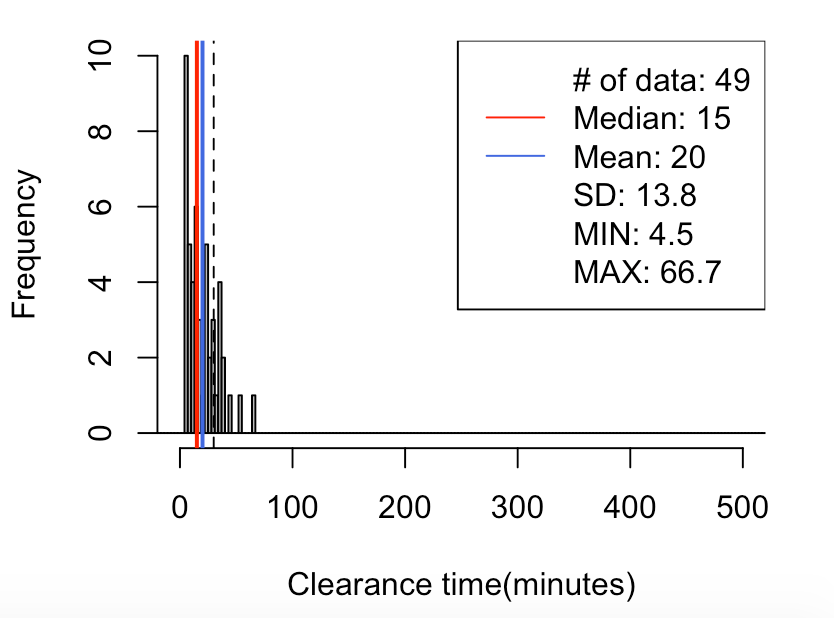 # of data: 49
Median: 15
Mean: 20
SD: 13.8
MIN: 4.5
MAX: 66.7
Frequency
10
8
6
4
2
0
0 100 200 300 400 500
Clearance time(minutes)